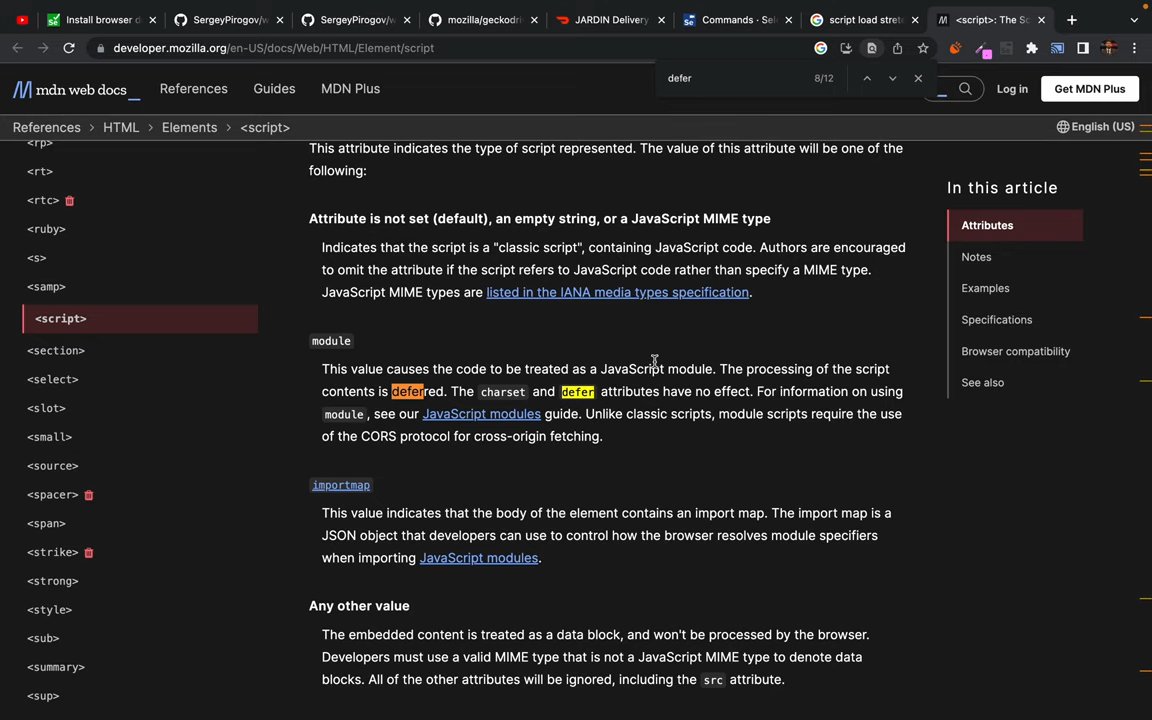 Install browser d
SergeyPirogov/w
SergeyPirogov/w
mozilla/geckodri
JARDIN Delivery
Commands - Sel
script load strete
<script>: The Sc
developer.mozilla.org/en-US/docs/Web/HTML/Element/script
defer
8/12
mdn web docs_
References
Guides
MDN Plus
Log in
Get MDN Plus
References > HTML > Elements > <script>
English (US)
<rp>
<rt>
<rtc>
<ruby>
<s>
<samp>
<script>
<section>
<select>
<slot>
<small>
<source>
<spacer>
<span>
<strike>
<strong>
<style>
<sub>
<summary>
<sup>
This attribute indicates the type of script represented. The value of this attribute will be one of the
following:
Attribute is not set (default), an empty string, or a JavaScript MIME type
Indicates that the script is a "classic script", containing JavaScript code. Authors are encouraged
to omit the attribute if the script refers to JavaScript code rather than specify a MIME type.
JavaScript MIME types are listed in the IANA media types specification.
module
This value causes the code to be treated as a JavaScript module. The processing of the script
contents is deferred. The charset and defer attributes have no effect. For information on using
module, see our JavaScript modules guide. Unlike classic scripts, module scripts require the use
of the CORS protocol for cross-origin fetching.
importmap
This value indicates that the body of the element contains an import map. The import map is a
JSON object that developers can use to control how the browser resolves module specifiers
when importing JavaScript modules.
Any other value
The embedded content is treated as a data block, and won't be processed by the browser.
Developers must use a valid MIME type that is not a JavaScript MIME type to denote data
blocks. All of the other attributes will be ignored, including the src attribute.
In this article
Attributes
Notes
Examples
Specifications
Browser compatibility
See also